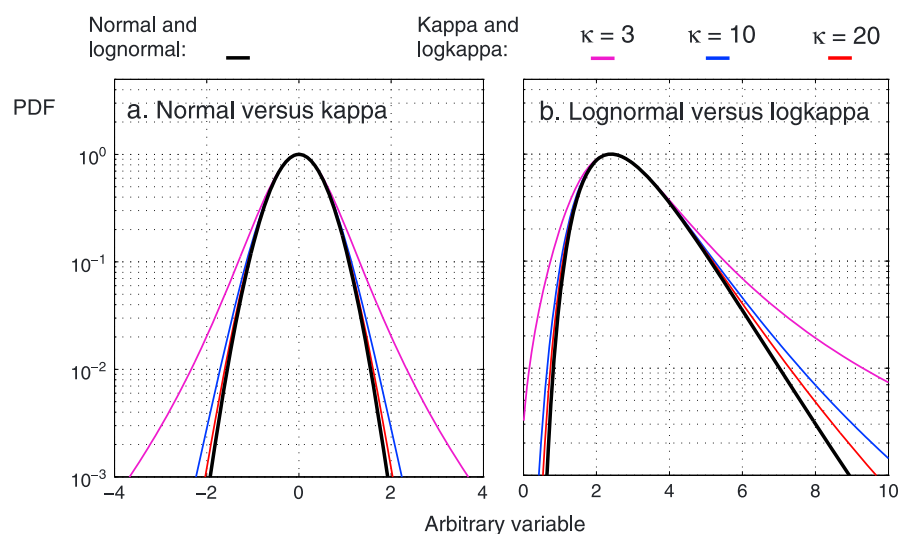 Normal and
lognormal:
Kappa and
logkappa:
κ = 3
κ = 10
κ = 20
PDF
a. Normal versus kappa
b. Lognormal versus logkappa
10⁰
10⁻¹
10⁻²
10⁻³
−4 −2 0 2 4
0 2 4 6 8 10
Arbitrary variable